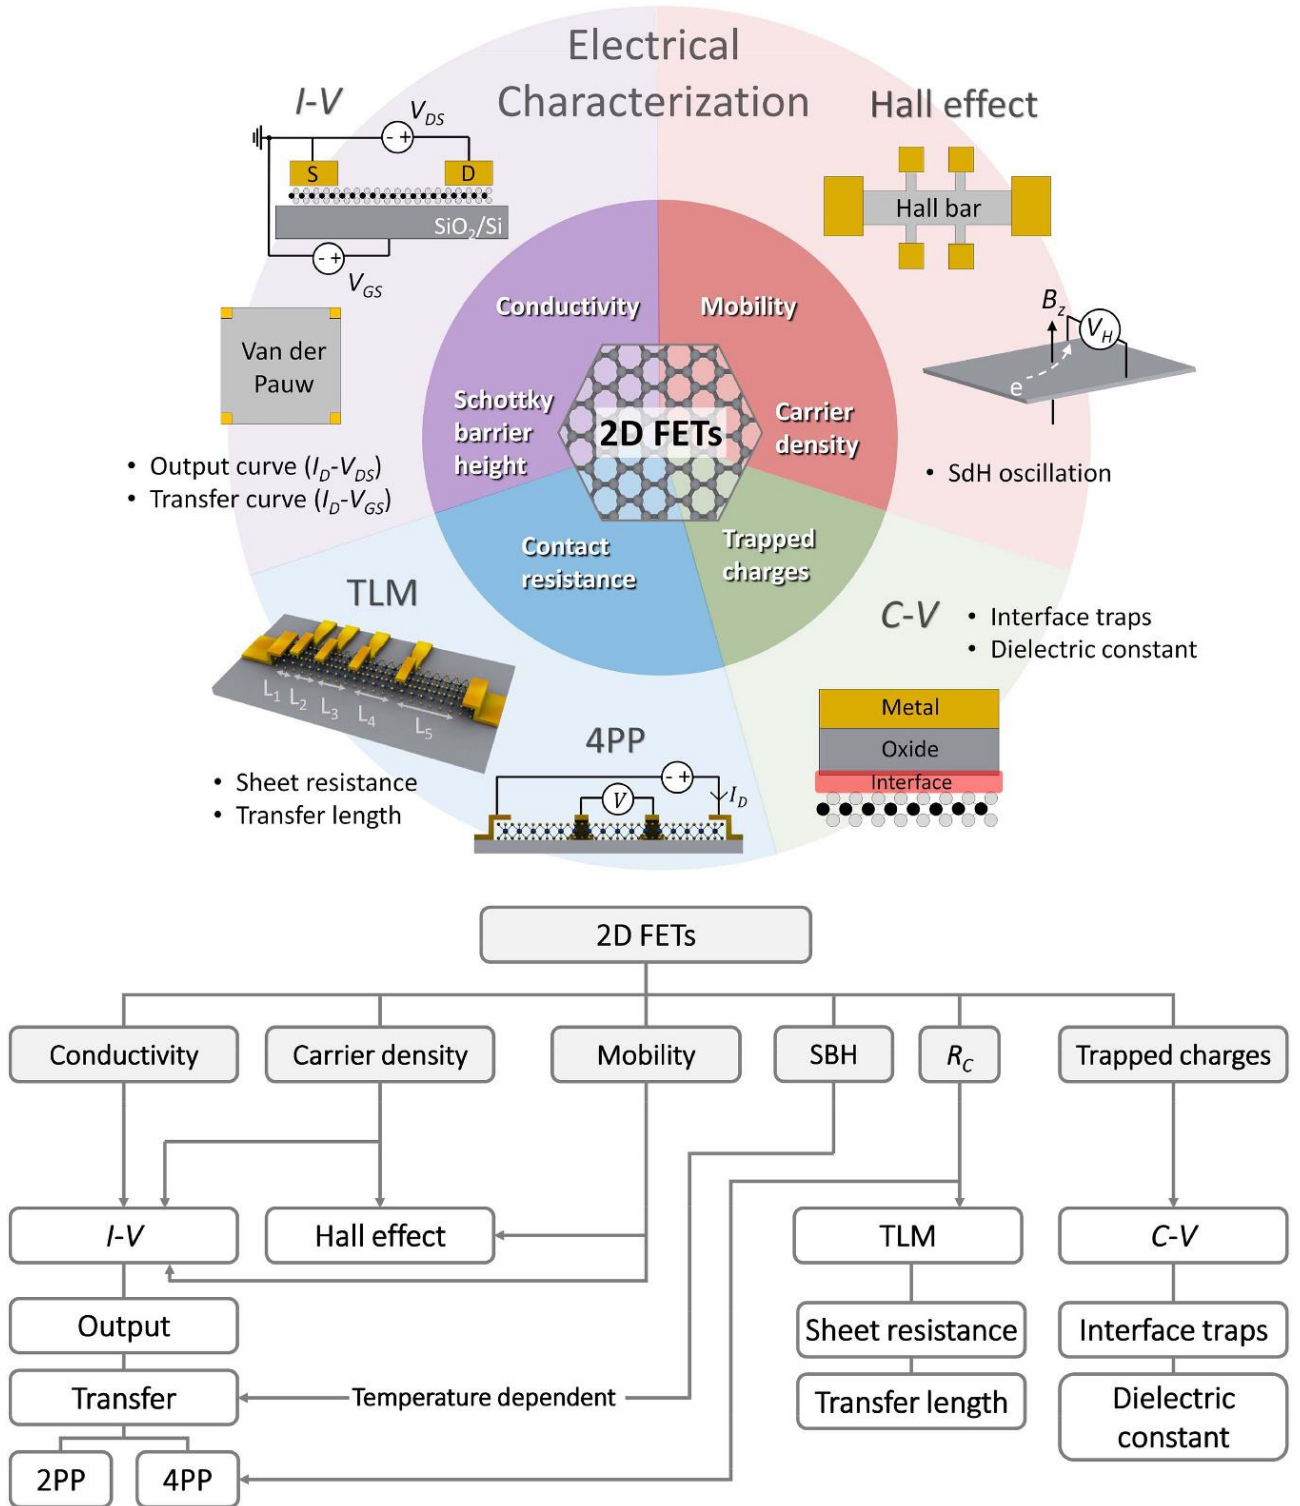 Electrical
Characterization
I-V
V_DS
S
D
SiO2/Si
V_GS
Van der
Pauw
• Output curve (I_D-V_DS)
• Transfer curve (I_D-V_GS)
Hall effect
Hall bar
B_z
V_H
e
• SdH oscillation
Conductivity
Mobility
Schottky
barrier
height
Carrier
density
2D FETs
Contact
resistance
Trapped
charges
TLM
L1
L2
L3
L4
L5
• Sheet resistance
• Transfer length
4PP
V
I_D
C-V
• Interface traps
• Dielectric constant
Metal
Oxide
Interface
2D FETs
Conductivity
Carrier density
Mobility
SBH
R_C
Trapped charges
I-V
Hall effect
TLM
C-V
Output
Sheet resistance
Interface traps
Transfer
Temperature dependent
Transfer length
Dielectric
constant
2PP
4PP